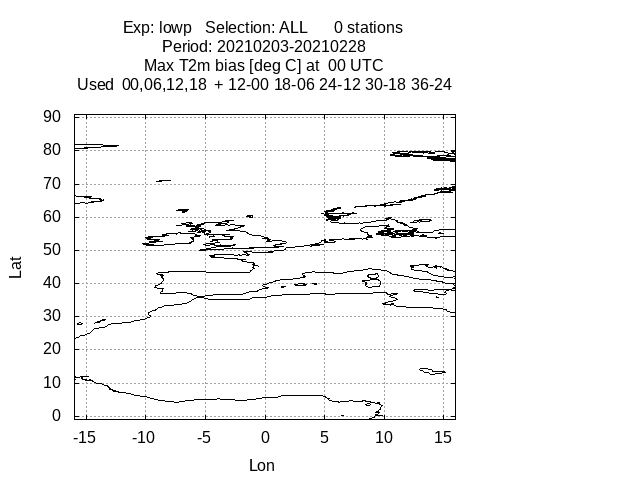 Exp: lowp   Selection: ALL      0 stations
Period: 20210203-20210228
Max T2m bias [deg C] at  00 UTC
Used  00,06,12,18  + 12-00 18-06 24-12 30-18 36-24
90
80
70
60
50
40
30
20
10
0
Lat
-15 -10 -5 0 5 10 15
Lon